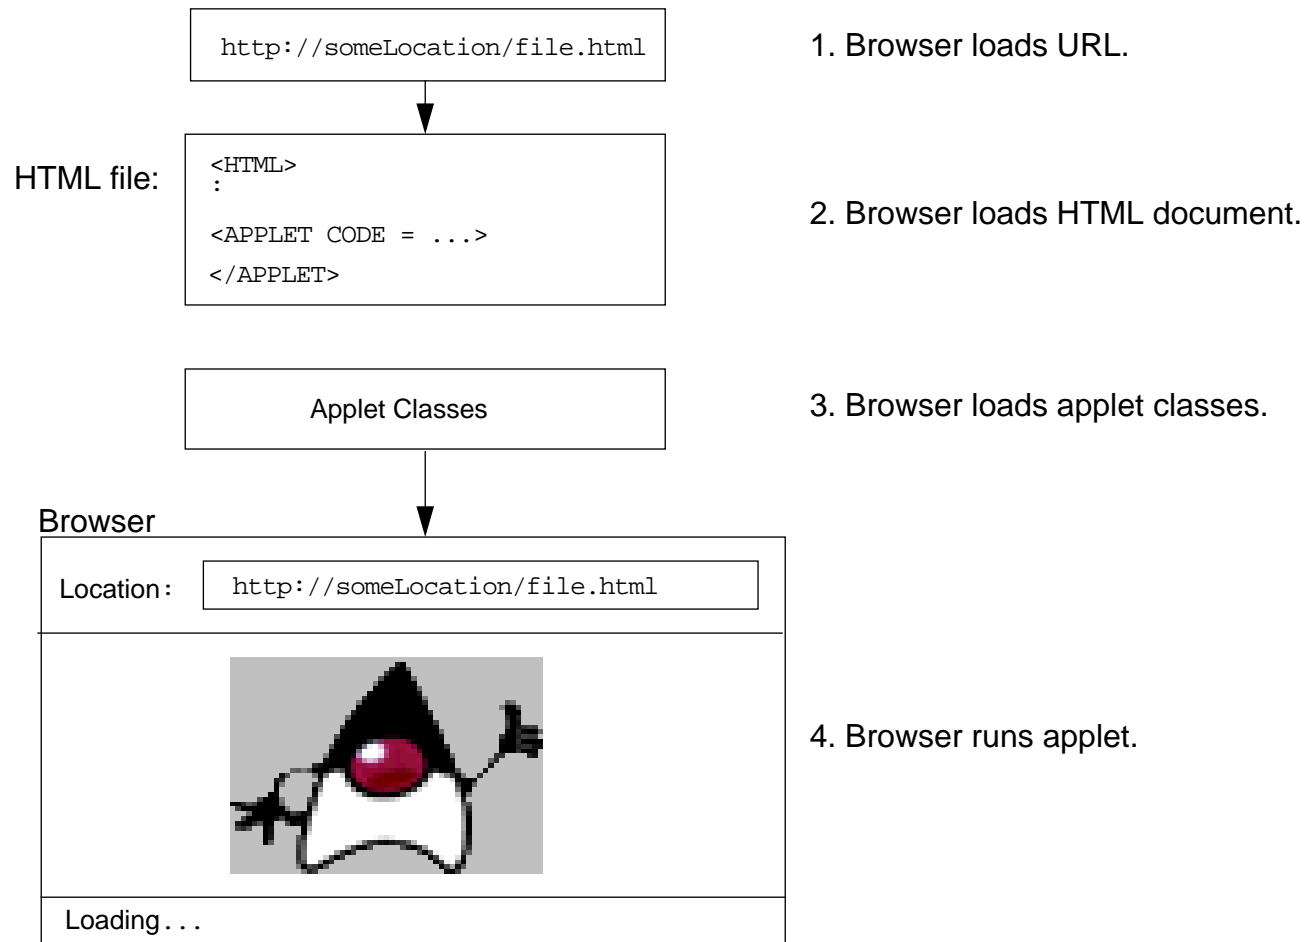 http://someLocation/file.html
1. Browser loads URL.
HTML file:
<HTML>
:
<APPLET CODE = ...>
</APPLET>
2. Browser loads HTML document.
Applet Classes
3. Browser loads applet classes.
Browser
Location:
http://someLocation/file.html
4. Browser runs applet.
Loading...